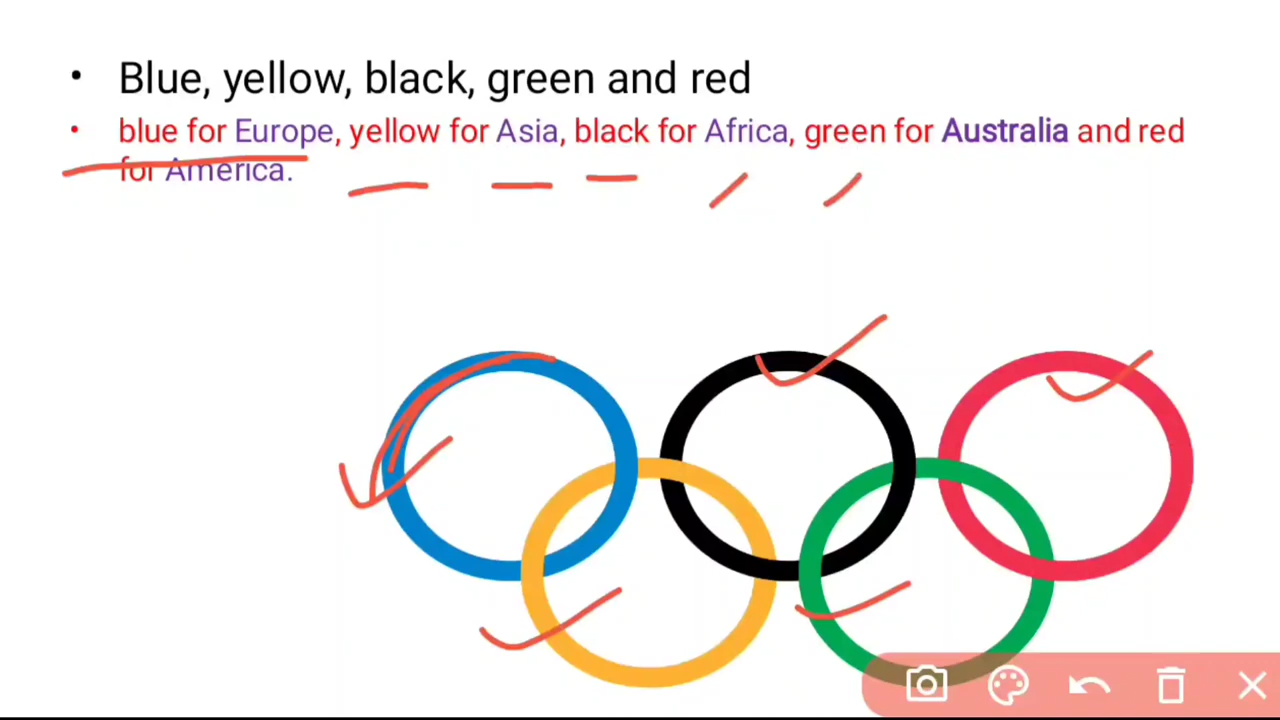 • Blue, yellow, black, green and red
• blue for Europe, yellow for Asia, black for Africa, green for Australia and red
for America.